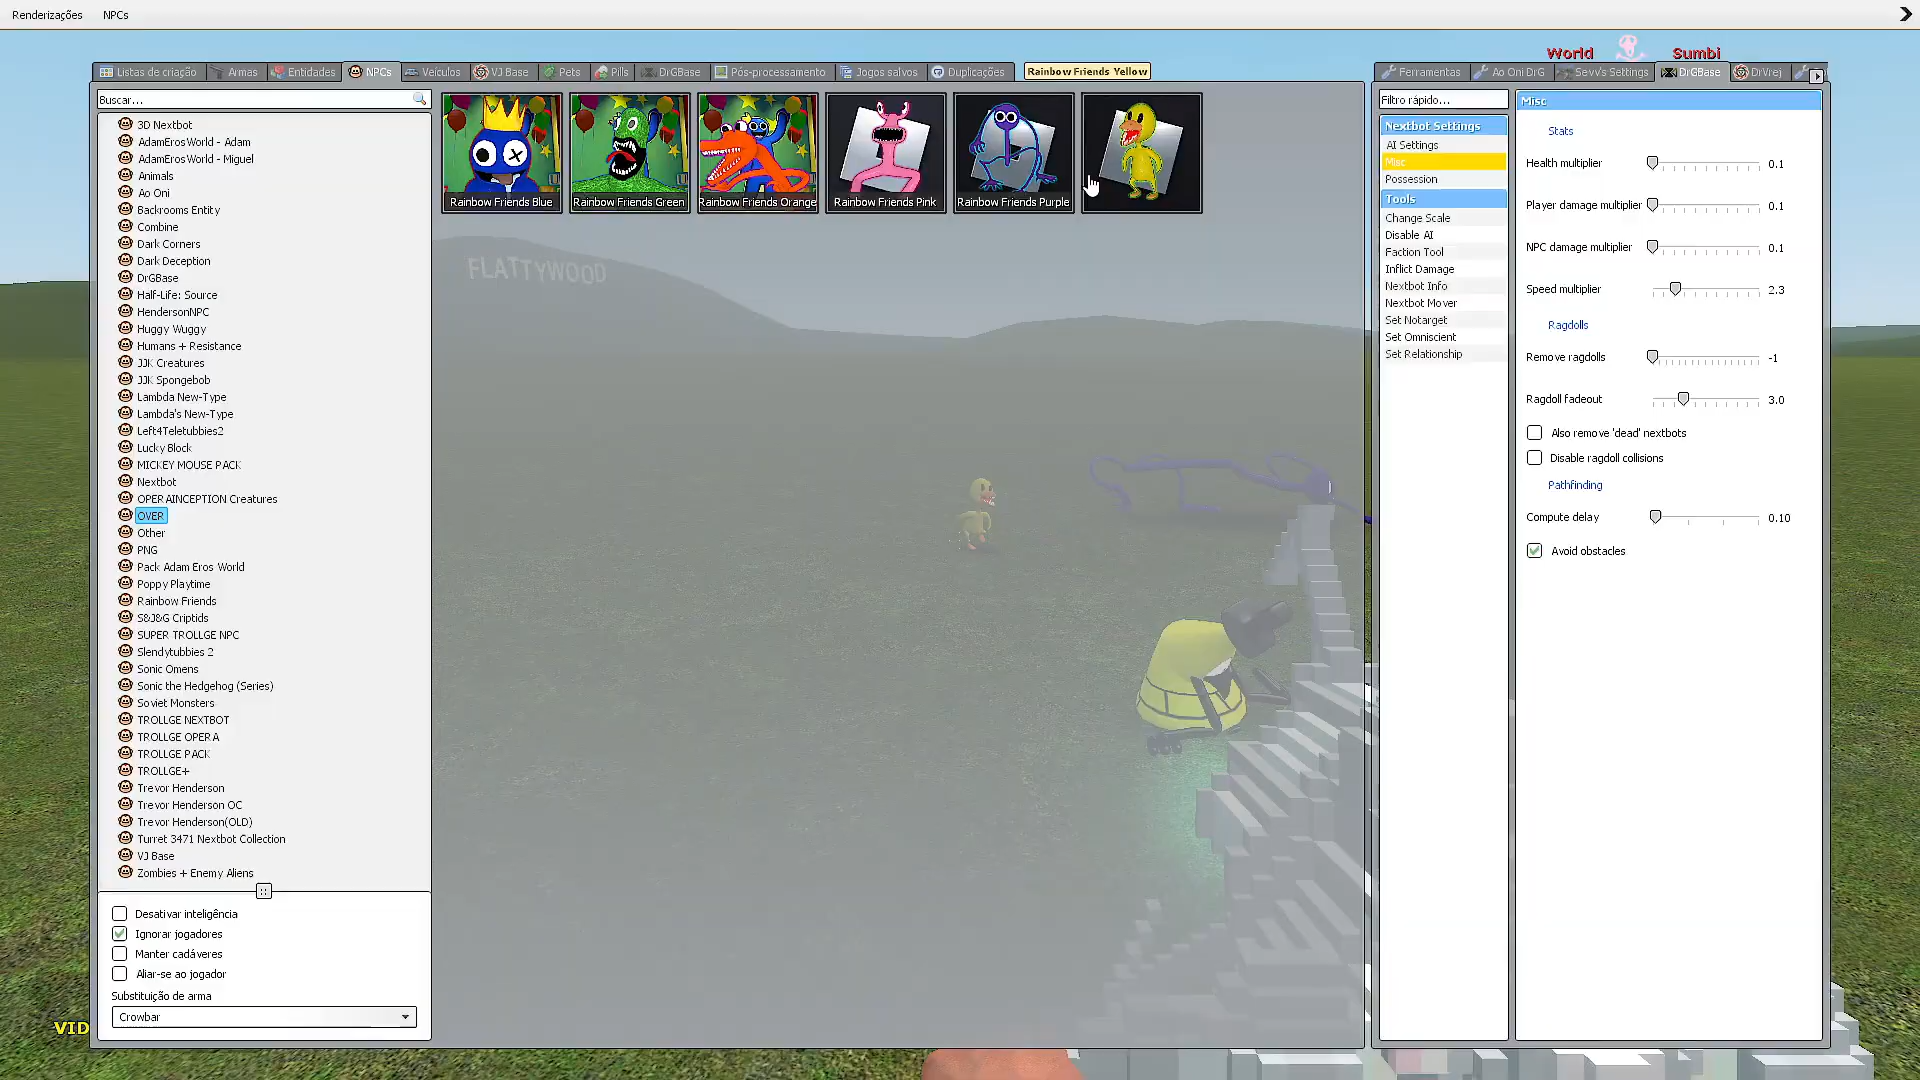 Renderizações NPCs
World Sumbi
Listas de criação Armas Entidades NPCs Veículos VJ Base Pets Pills DrGBase Pós-processamento Jogos salvos Duplicações
Rainbow Friends Yellow
Ferramentas Ao Oni DrG Sevv's Settings DrGBase DrVrej
Buscar...
3D Nextbot
AdamErosWorld - Adam
AdamErosWorld - Miguel
Animals
Ao Oni
Backrooms Entity
Combine
Dark Corners
Dark Deception
DrGBase
Half-Life: Source
HendersonNPC
Huggy Wuggy
Humans + Resistance
JJK Creatures
JJK Spongebob
Lambda New-Type
Lambda's New-Type
Left4Teletubbies2
Lucky Block
MICKEY MOUSE PACK
Nextbot
OPERAINCEPTION Creatures
OVER
Other
PNG
Pack Adam Eros World
Poppy Playtime
Rainbow Friends
S&J&G Criptids
SUPER TROLLGE NPC
Slendytubbies 2
Sonic Omens
Sonic the Hedgehog (Series)
Soviet Monsters
TROLLGE NEXTBOT
TROLLGE OPERA
TROLLGE PACK
TROLLGE+
Trevor Henderson
Trevor Henderson OC
Trevor Henderson(OLD)
Turret 3471 Nextbot Collection
VJ Base
Zombies + Enemy Aliens
Desativar inteligência
Ignorar jogadores
Manter cadáveres
Aliar-se ao jogador
Substituição de arma
Crowbar
VID
Rainbow Friends Blue
Rainbow Friends Green
Rainbow Friends Orange
Rainbow Friends Pink
Rainbow Friends Purple
FLATTYWOOD
Filtro rápido...
Nextbot Settings
AI Settings
Misc
Possession
Tools
Change Scale
Disable AI
Faction Tool
Inflict Damage
Nextbot Info
Nextbot Mover
Set Notarget
Set Omniscient
Set Relationship
Misc
Stats
Health multiplier 0.1
Player damage multiplier 0.1
NPC damage multiplier 0.1
Speed multiplier 2.3
Ragdolls
Remove ragdolls -1
Ragdoll fadeout 3.0
Also remove 'dead' nextbots
Disable ragdoll collisions
Pathfinding
Compute delay 0.10
Avoid obstacles